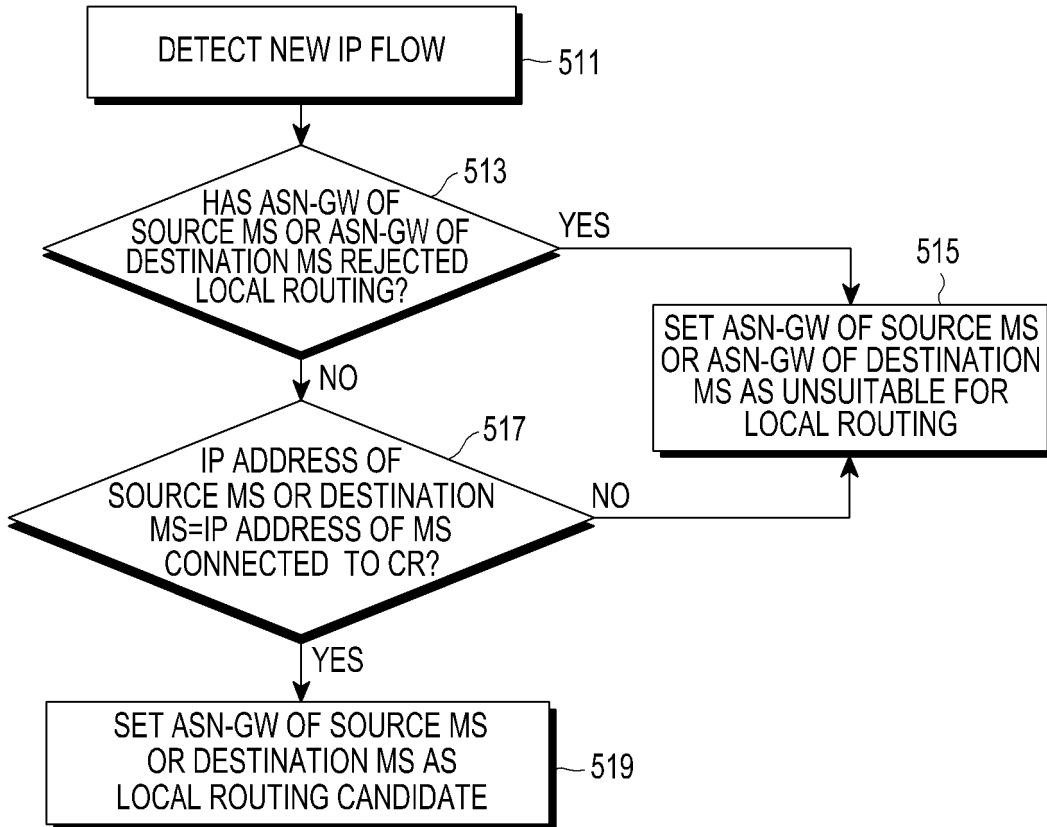 DETECT NEW IP FLOW
511
513
HAS ASN-GW OF
SOURCE MS OR ASN-GW OF
DESTINATION MS REJECTED
LOCAL ROUTING?
YES
515
SET ASN-GW OF SOURCE MS
OR ASN-GW OF DESTINATION
MS AS UNSUITABLE FOR
LOCAL ROUTING
NO
517
IP ADDRESS OF
SOURCE MS OR DESTINATION
MS=IP ADDRESS OF MS
CONNECTED TO CR?
NO
YES
SET ASN-GW OF SOURCE MS
OR DESTINATION MS AS
LOCAL ROUTING CANDIDATE
519